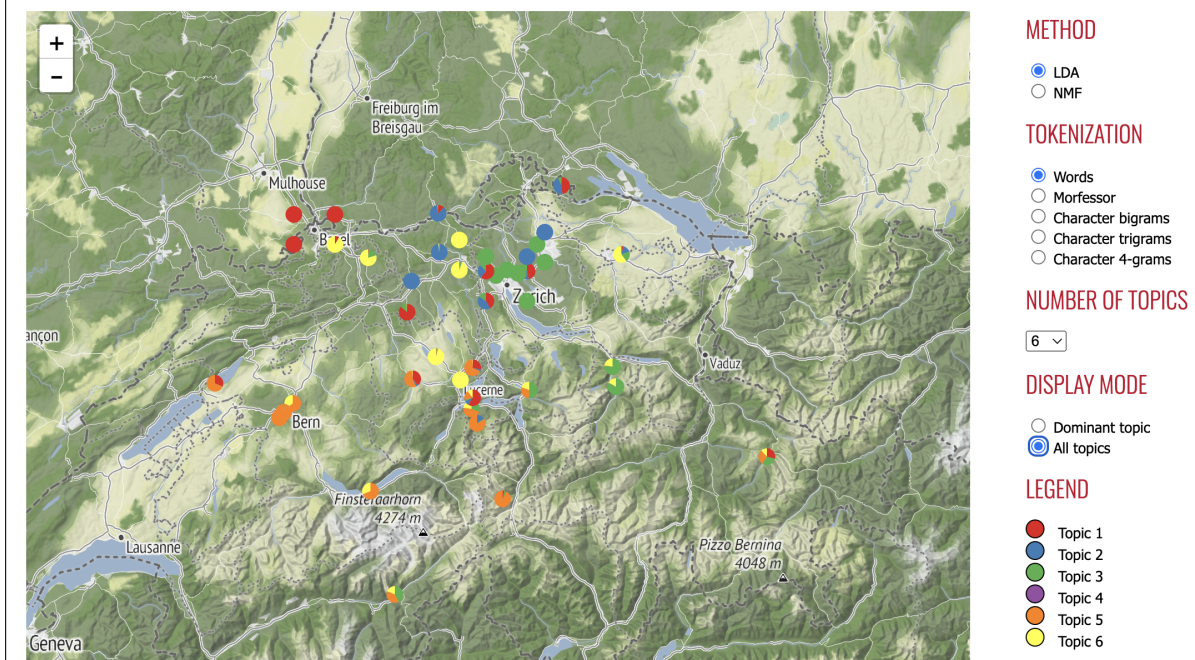 +
−
Freiburg im
Breisgau
Mulhouse
Zurich
ançon
Vaduz
Lucerne
Bern
Finsteraarhorn
4274 m
Lausanne
Pizzo Bernina
4048 m
Geneva
METHOD
LDA
NMF
TOKENIZATION
Words
Morfessor
Character bigrams
Character trigrams
Character 4-grams
NUMBER OF TOPICS
6
DISPLAY MODE
Dominant topic
All topics
LEGEND
Topic 1
Topic 2
Topic 3
Topic 4
Topic 5
Topic 6